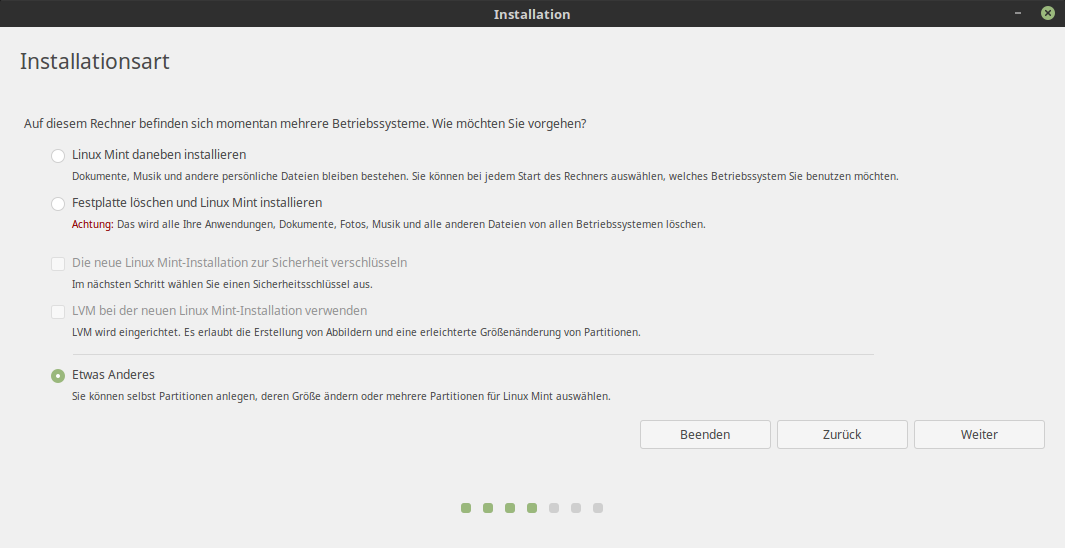 Installation
Installationsart
Auf diesem Rechner befinden sich momentan mehrere Betriebssysteme. Wie möchten Sie vorgehen?
Linux Mint daneben installieren
Dokumente, Musik und andere persönliche Dateien bleiben bestehen. Sie können bei jedem Start des Rechners auswählen, welches Betriebssystem Sie benutzen möchten.
Festplatte löschen und Linux Mint installieren
Achtung: Das wird alle Ihre Anwendungen, Dokumente, Fotos, Musik und alle anderen Dateien von allen Betriebssystemen löschen.
Die neue Linux Mint-Installation zur Sicherheit verschlüsseln
Im nächsten Schritt wählen Sie einen Sicherheitsschlüssel aus.
LVM bei der neuen Linux Mint-Installation verwenden
LVM wird eingerichtet. Es erlaubt die Erstellung von Abbildern und eine erleichterte Größenänderung von Partitionen.
Etwas Anderes
Sie können selbst Partitionen anlegen, deren Größe ändern oder mehrere Partitionen für Linux Mint auswählen.
Beenden Zurück Weiter